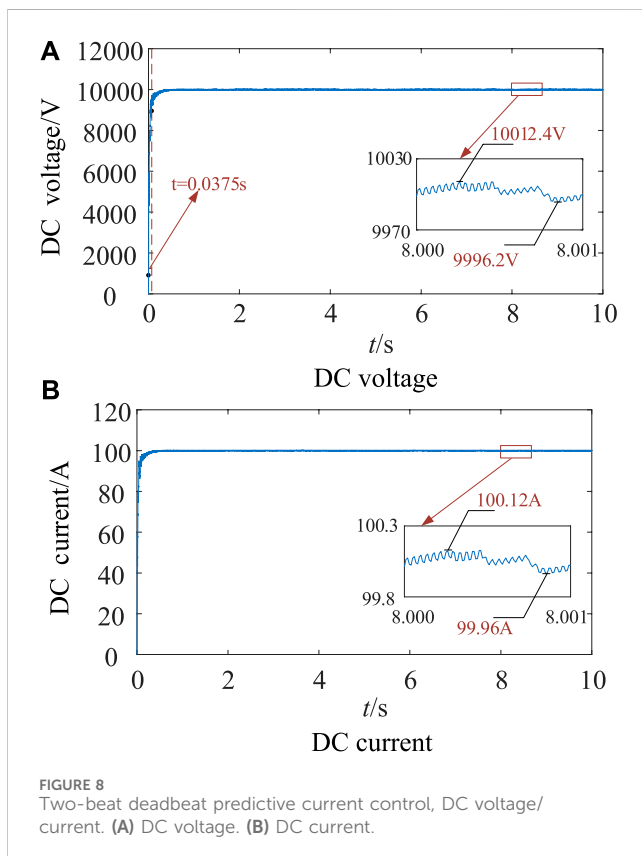 A
DC voltage/V
12000
10000
8000
6000
4000
2000
0
t=0.0375s
10012.4V
10030
9970
8.000
8.001
9996.2V
0
2
4
6
8
10
t/s
DC voltage
B
DC current/A
120
100
80
60
40
20
0
100.12A
100.3
99.8
8.000
8.001
99.96A
0
2
4
6
8
10
t/s
DC current
FIGURE 8
Two-beat deadbeat predictive current control, DC voltage/
current. (A) DC voltage. (B) DC current.